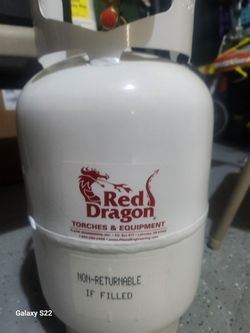 Red
Dragon
TORCHES & EQUIPMENT
NON-RETURNABLE
IF FILLED
Galaxy S22